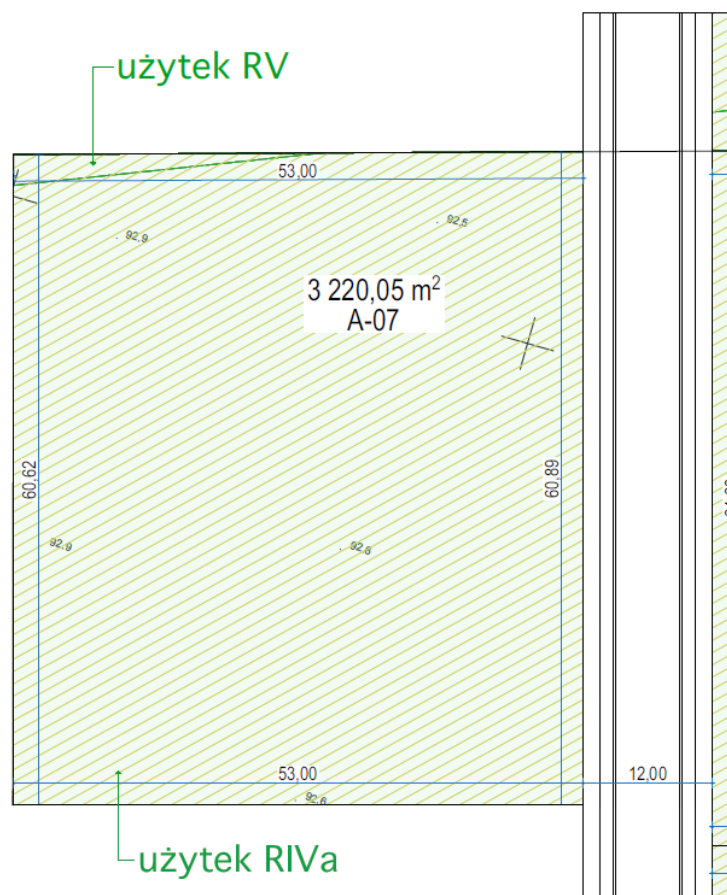 użytek RV
53,00
92,9
92,5
3 220,05 m²
A-07
60,62
60,89
92,9
92,8
53,00
12,00
92,6
użytek RIVa